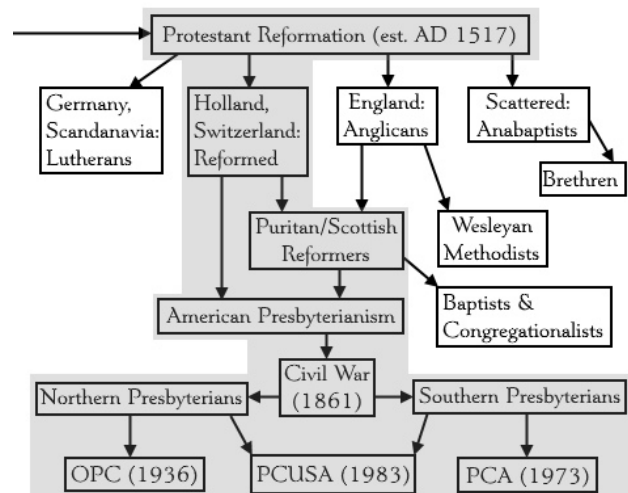 Protestant Reformation (est. AD 1517)
Germany,
Scandanavia:
Lutherans
Holland,
Switzerland:
Reformed
England:
Anglicans
Scattered:
Anabaptists
Brethren
Puritan/Scottish
Reformers
Wesleyan
Methodists
American Presbyterianism
Baptists &
Congregationalists
Civil War
(1861)
Northern Presbyterians
Southern Presbyterians
OPC (1936)
PCUSA (1983)
PCA (1973)